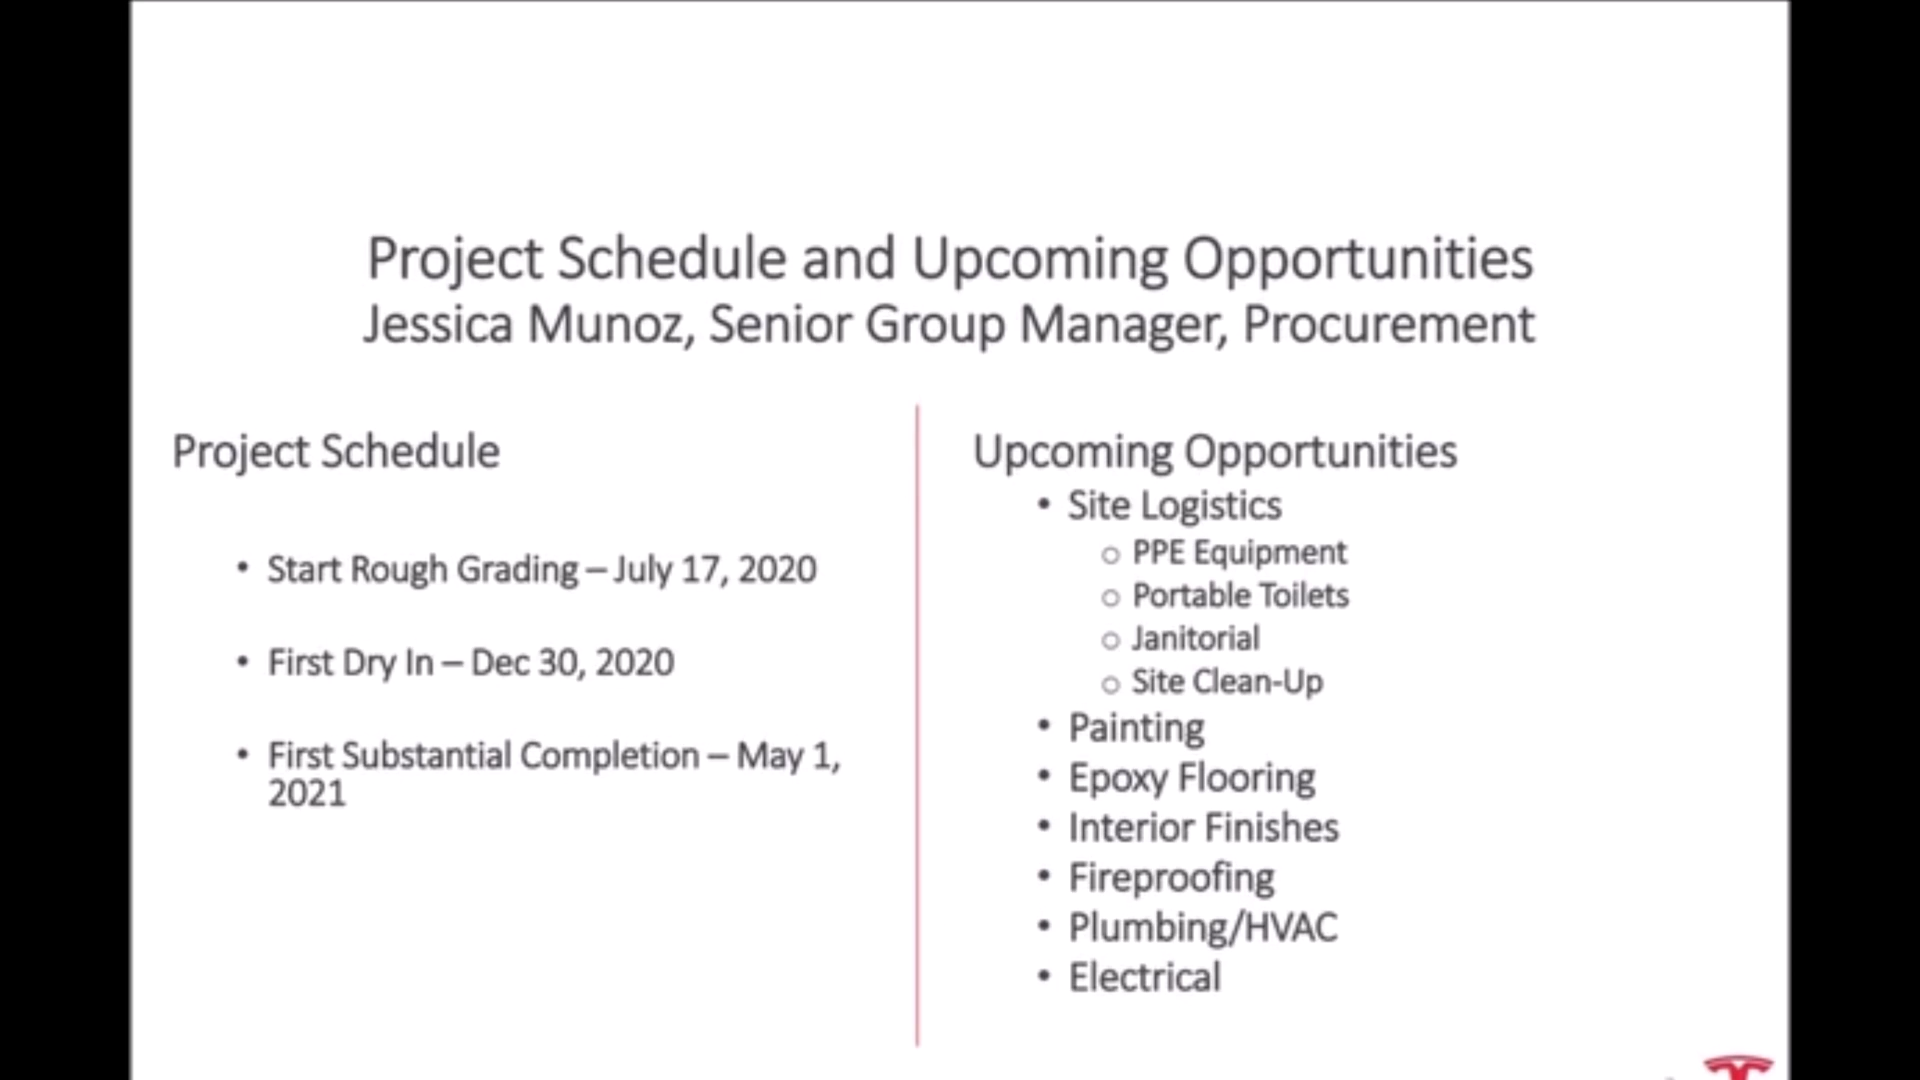 Project Schedule and Upcoming Opportunities
Jessica Munoz, Senior Group Manager, Procurement
Project Schedule
• Start Rough Grading – July 17, 2020
• First Dry In – Dec 30, 2020
• First Substantial Completion – May 1,
2021
Upcoming Opportunities
• Site Logistics
○ PPE Equipment
○ Portable Toilets
○ Janitorial
○ Site Clean-Up
• Painting
• Epoxy Flooring
• Interior Finishes
• Fireproofing
• Plumbing/HVAC
• Electrical